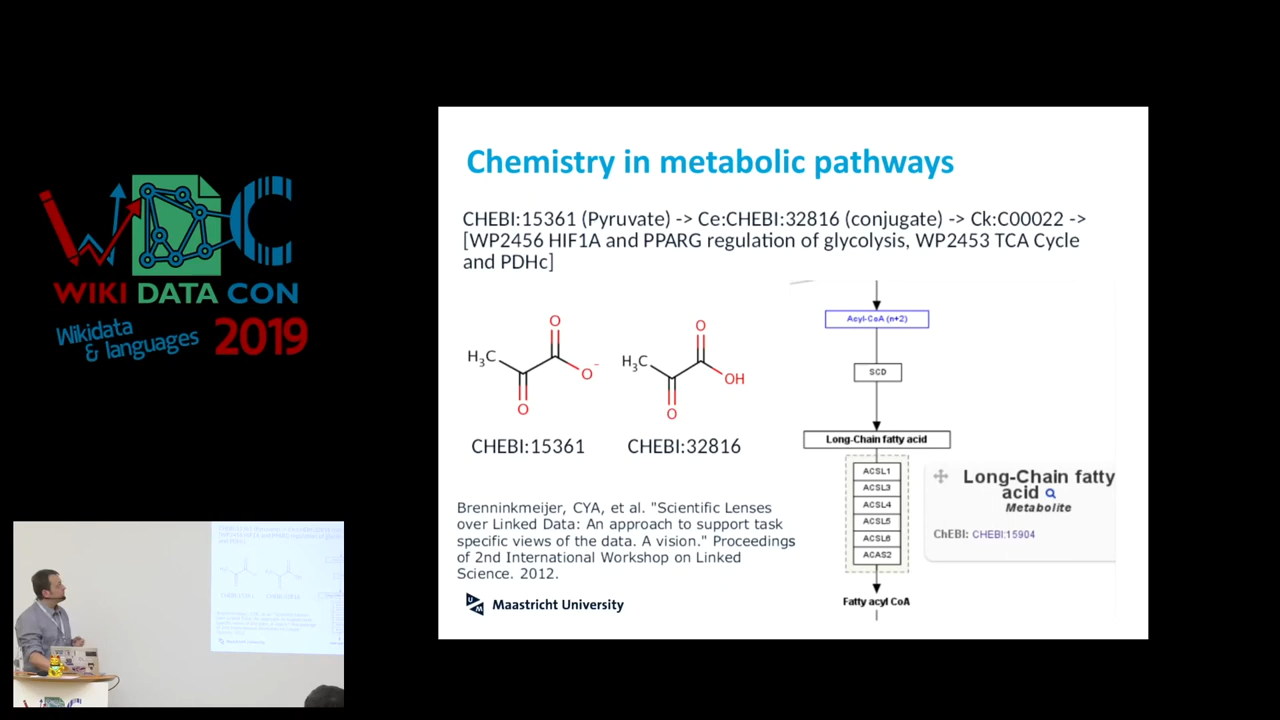 WDC
WIKI DATA CON
Wikidata
& languages
2019
Chemistry in metabolic pathways
CHEBI:15361 (Pyruvate) -> Ce:CHEBI:32816 (conjugate) -> Ck:C00022 ->
[WP2456 HIF1A and PPARG regulation of glycolysis, WP2453 TCA Cycle
and PDHc]
H3C
O
O
O-
CHEBI:15361
H3C
O
O
OH
CHEBI:32816
Acyl-CoA (n+2)
SCD
Long-Chain fatty acid
ACSL1
ACSL3
ACSL4
ACSL5
ACSL6
ACAS2
Fatty acyl CoA
Long-Chain fatty
acid
Metabolite
ChEBI: CHEBI:15904
Brenninkmeijer, CYA, et al. "Scientific Lenses
over Linked Data: An approach to support task
specific views of the data. A vision." Proceedings
of 2nd International Workshop on Linked
Science. 2012.
UM Maastricht University